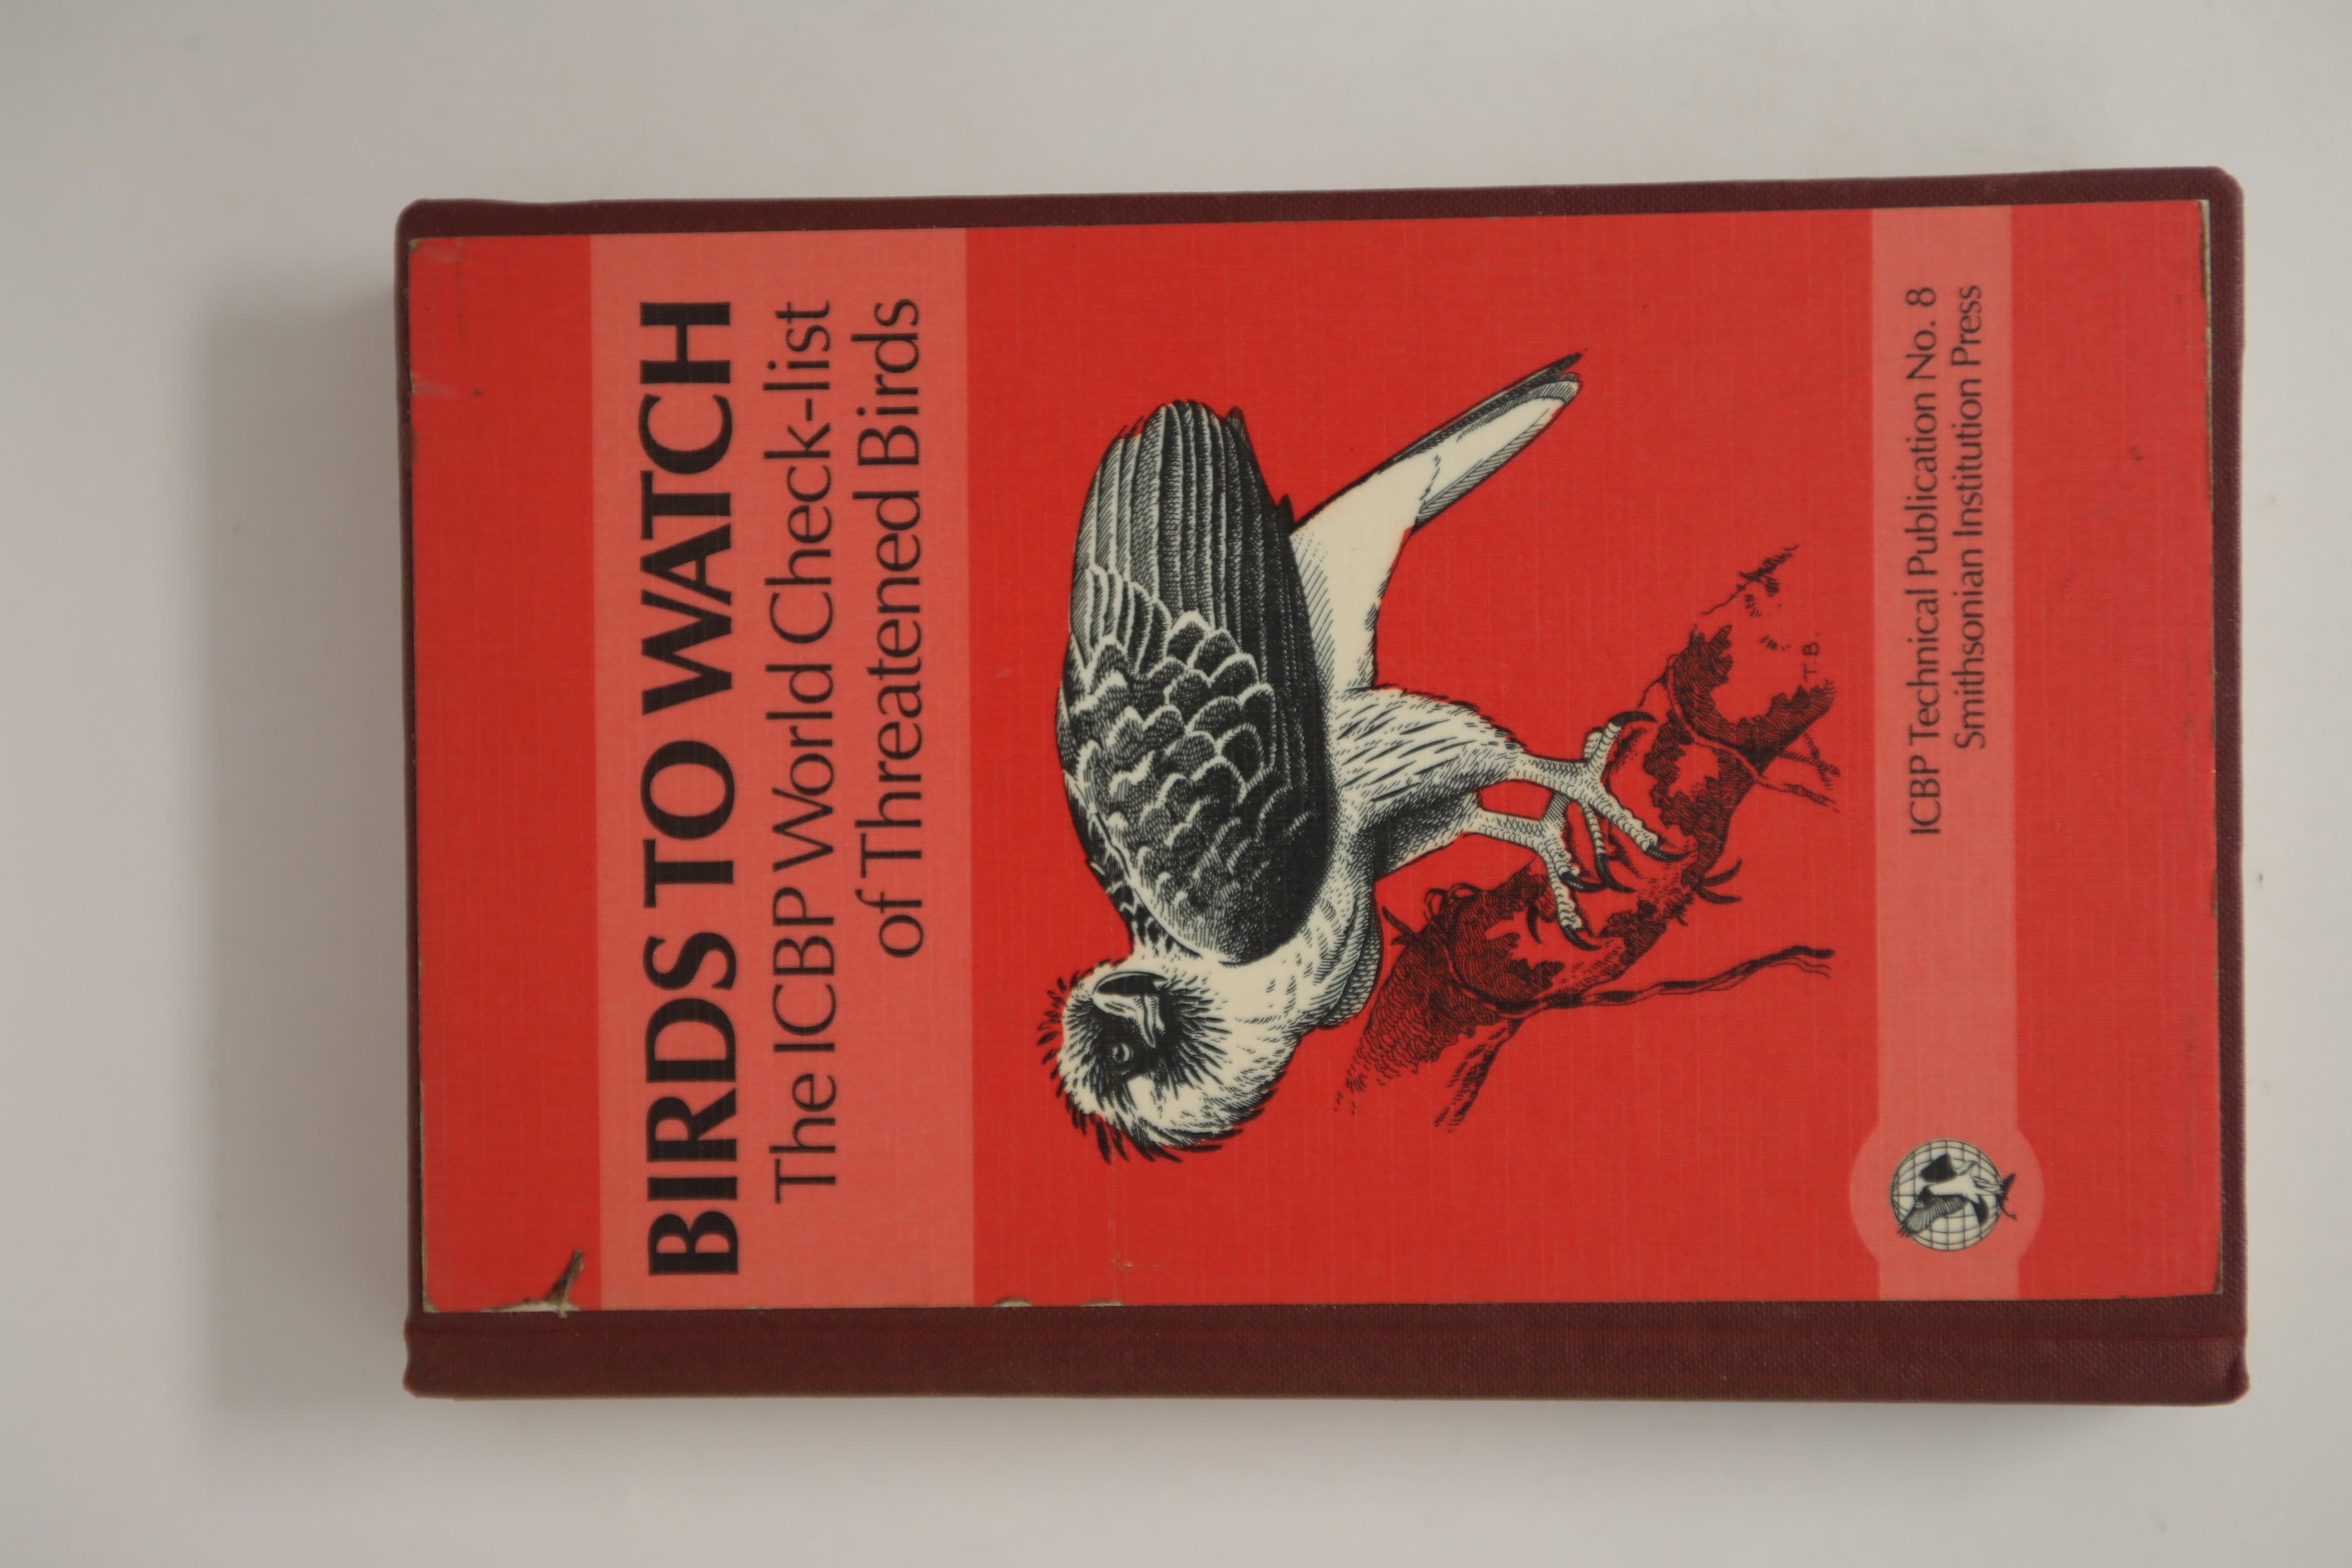 BIRDS TO WATCH
The ICBP World Check-list
of Threatened Birds
T.B.
ICBP Technical Publication No. 8
Smithsonian Institution Press